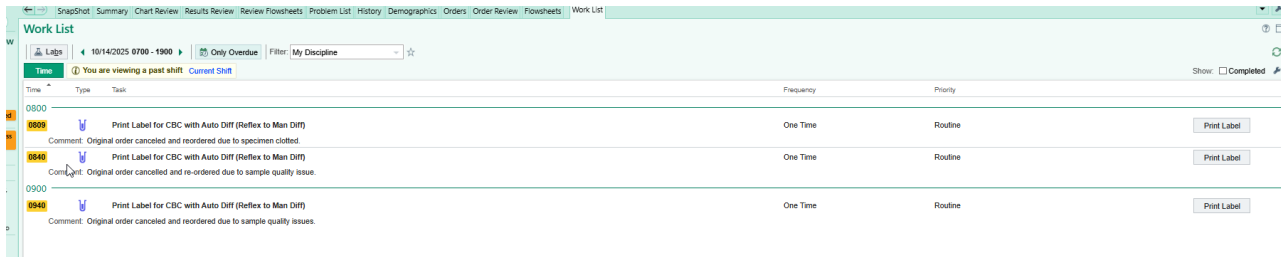 SnapShot Summary Chart Review Results Review Review Flowsheets Problem List History Demographics Orders Order Review Flowsheets Work List
Work List
Labs 10/14/2025 0700 - 1900 Only Overdue Filter: My Discipline
Time You are viewing a past shift Current Shift Show: Completed
Time Type Task Frequency Priority
0800
0809 Print Label for CBC with Auto Diff (Reflex to Man Diff) One Time Routine Print Label
Comment: Original order canceled and reordered due to specimen clotted.
0840 Print Label for CBC with Auto Diff (Reflex to Man Diff) One Time Routine Print Label
Comment: Original order cancelled and re-ordered due to sample quality issue.
0900
0940 Print Label for CBC with Auto Diff (Reflex to Man Diff) One Time Routine Print Label
Comment: Original order canceled and reordered due to sample quality issues.